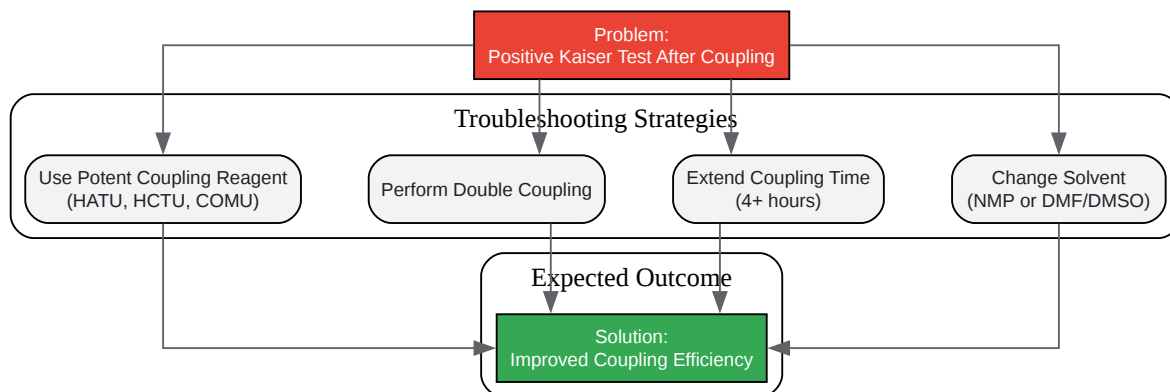 Problem:
Positive Kaiser Test After Coupling
Troubleshooting Strategies
Use Potent Coupling Reagent
(HATU, HCTU, COMU)
Perform Double Coupling
Extend Coupling Time
(4+ hours)
Change Solvent
(NMP or DMF/DMSO)
Expected Outcome
Solution:
Improved Coupling Efficiency